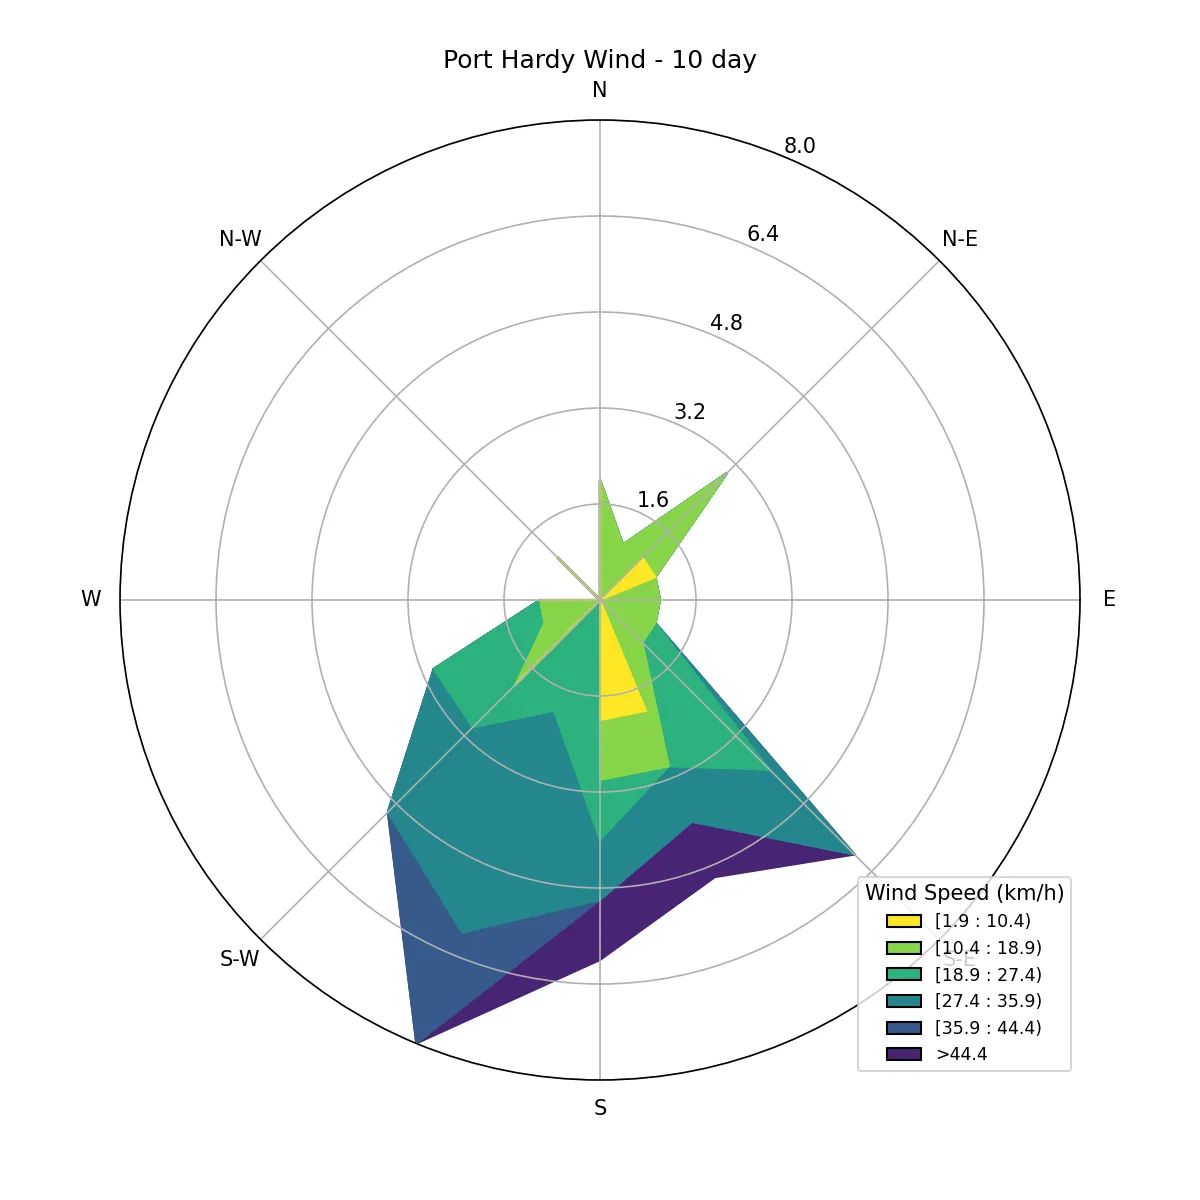 Port Hardy Wind - 10 day
N
8.0
N-W
6.4
N-E
4.8
3.2
1.6
W
E
S-W
S-E
S
Wind Speed (km/h)
[1.9 : 10.4)
[10.4 : 18.9)
[18.9 : 27.4)
[27.4 : 35.9)
[35.9 : 44.4)
>44.4